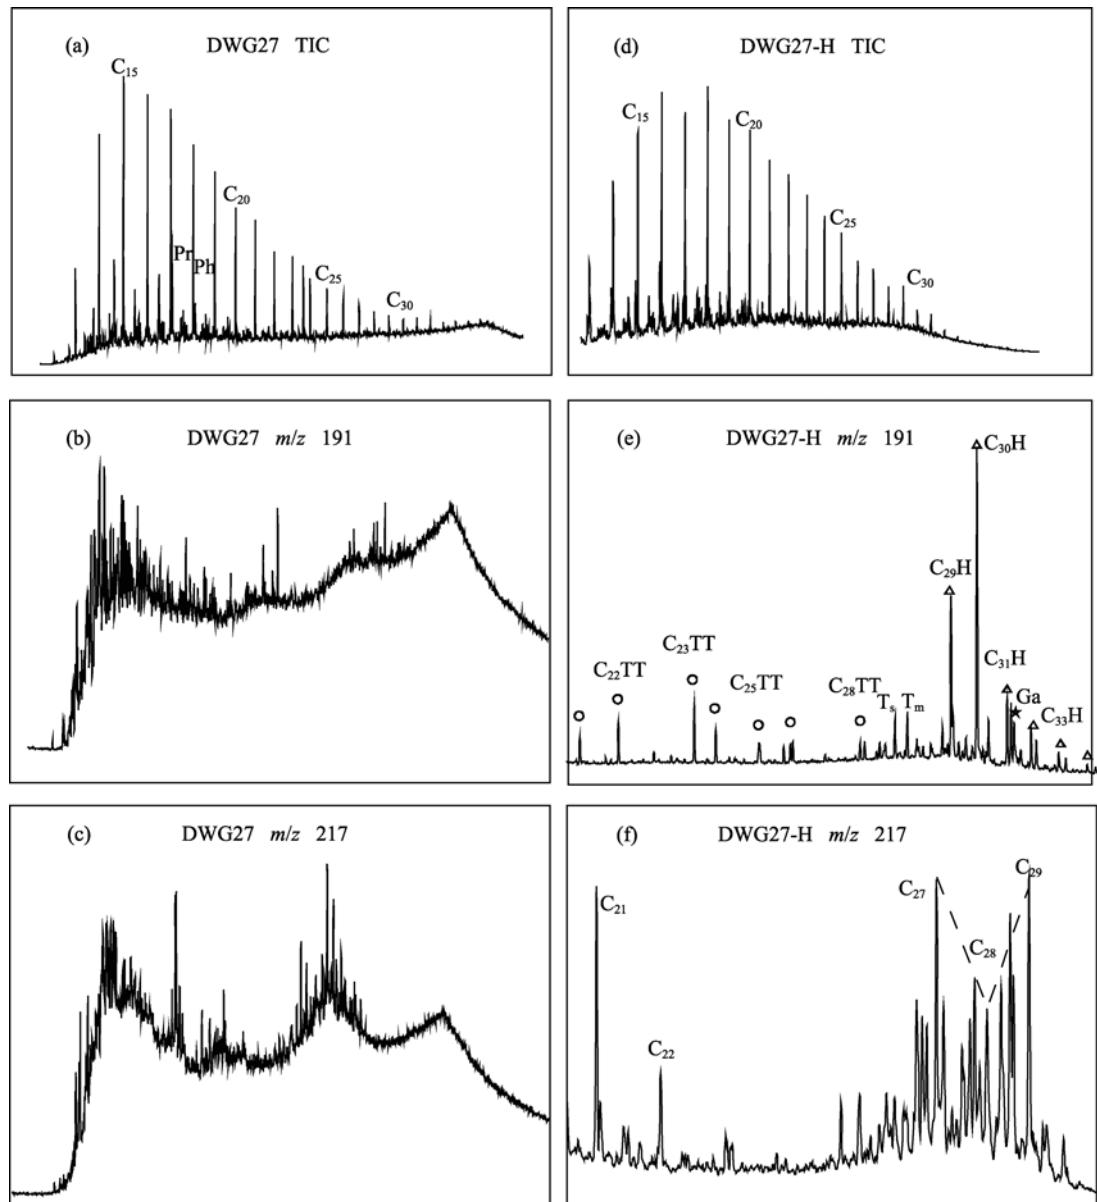 (a) DWG27 TIC
C₁₅
Pr
Ph
C₂₀
C₂₅
C₃₀
(d) DWG27-H TIC
C₁₅
C₂₀
C₂₅
C₃₀
(b) DWG27 m/z 191
(e) DWG27-H m/z 191
C₂₂TT
C₂₃TT
C₂₅TT
C₂₈TT
Tₛ
Tₘ
C₂₉H
C₃₀H
C₃₁H
Ga
C₃₃H
(c) DWG27 m/z 217
(f) DWG27-H m/z 217
C₂₁
C₂₂
C₂₇
C₂₈
C₂₉